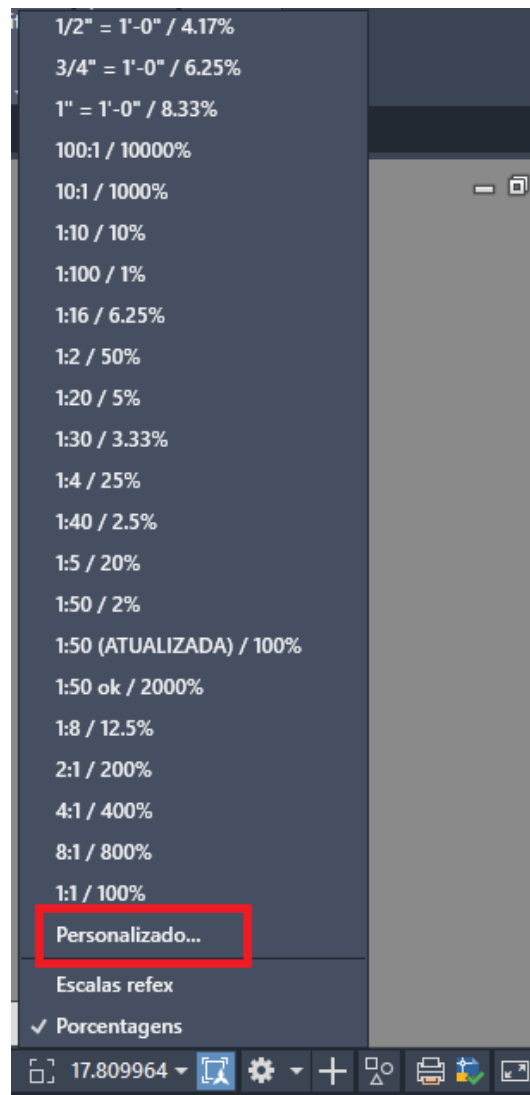 1/2" = 1'-0" / 4.17%
3/4" = 1'-0" / 6.25%
1" = 1'-0" / 8.33%
100:1 / 10000%
10:1 / 1000%
1:10 / 10%
1:100 / 1%
1:16 / 6.25%
1:2 / 50%
1:20 / 5%
1:30 / 3.33%
1:4 / 25%
1:40 / 2.5%
1:5 / 20%
1:50 / 2%
1:50 (ATUALIZADA) / 100%
1:50 ok / 2000%
1:8 / 12.5%
2:1 / 200%
4:1 / 400%
8:1 / 800%
1:1 / 100%
Personalizado...
Escalas refex
Porcentagens
17.809964